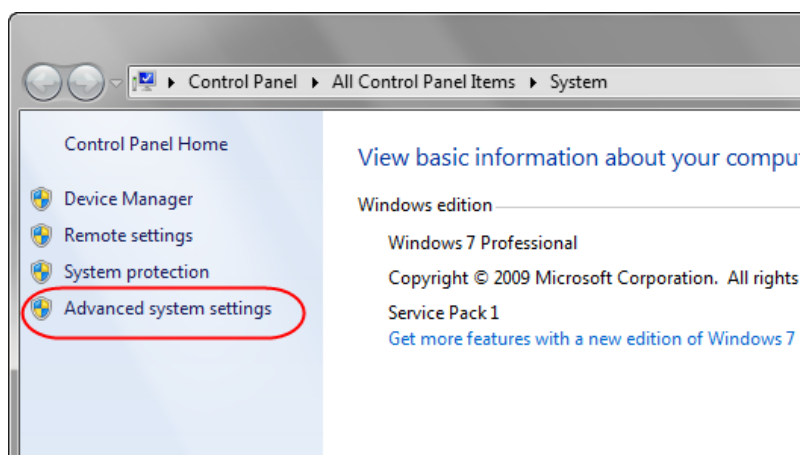 Control Panel ▸ All Control Panel Items ▸ System
Control Panel Home
Device Manager
Remote settings
System protection
Advanced system settings
View basic information about your
Windows edition
Windows 7 Professional
Copyright © 2009 Microsoft Corporation. All rights
Service Pack 1
Get more features with a new edition of Windows 7